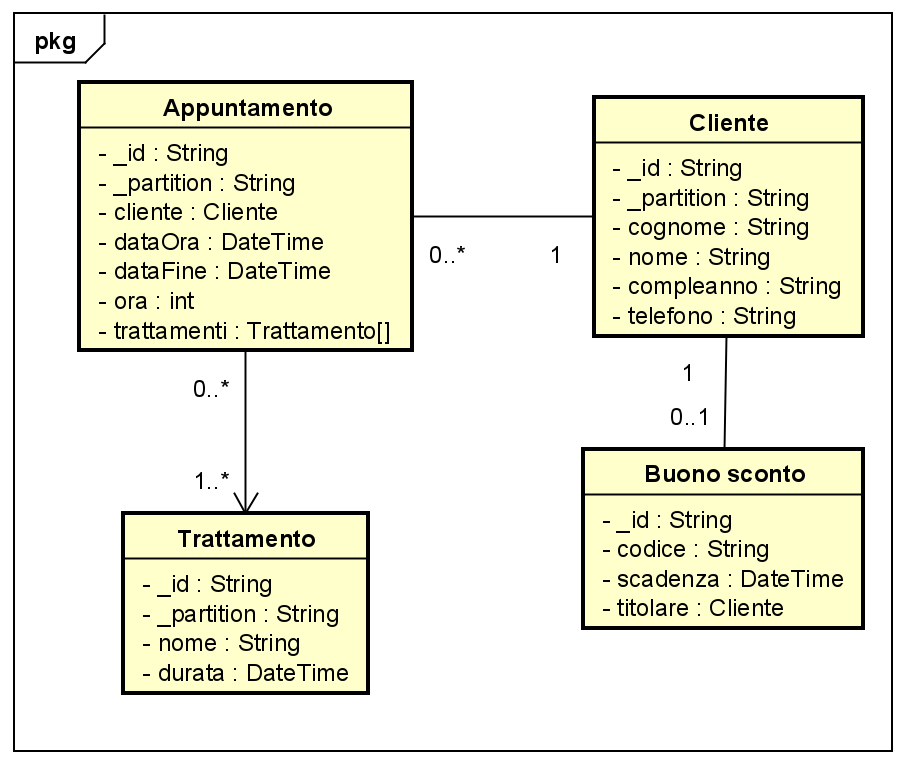 pkg
Appuntamento
- _id : String
- _partition : String
- cliente : Cliente
- dataOra : DateTime
- dataFine : DateTime
- ora : int
- trattamenti : Trattamento[]
Cliente
- _id : String
- _partition : String
- cognome : String
- nome : String
- compleanno : String
- telefono : String
0..*
1
0..*
1..*
1
0..1
Trattamento
- _id : String
- _partition : String
- nome : String
- durata : DateTime
Buono sconto
- _id : String
- codice : String
- scadenza : DateTime
- titolare : Cliente